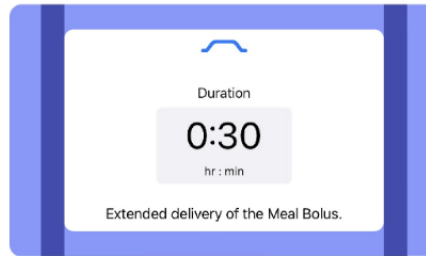 Duration
0:30
hr : min
Extended delivery of the Meal Bolus.